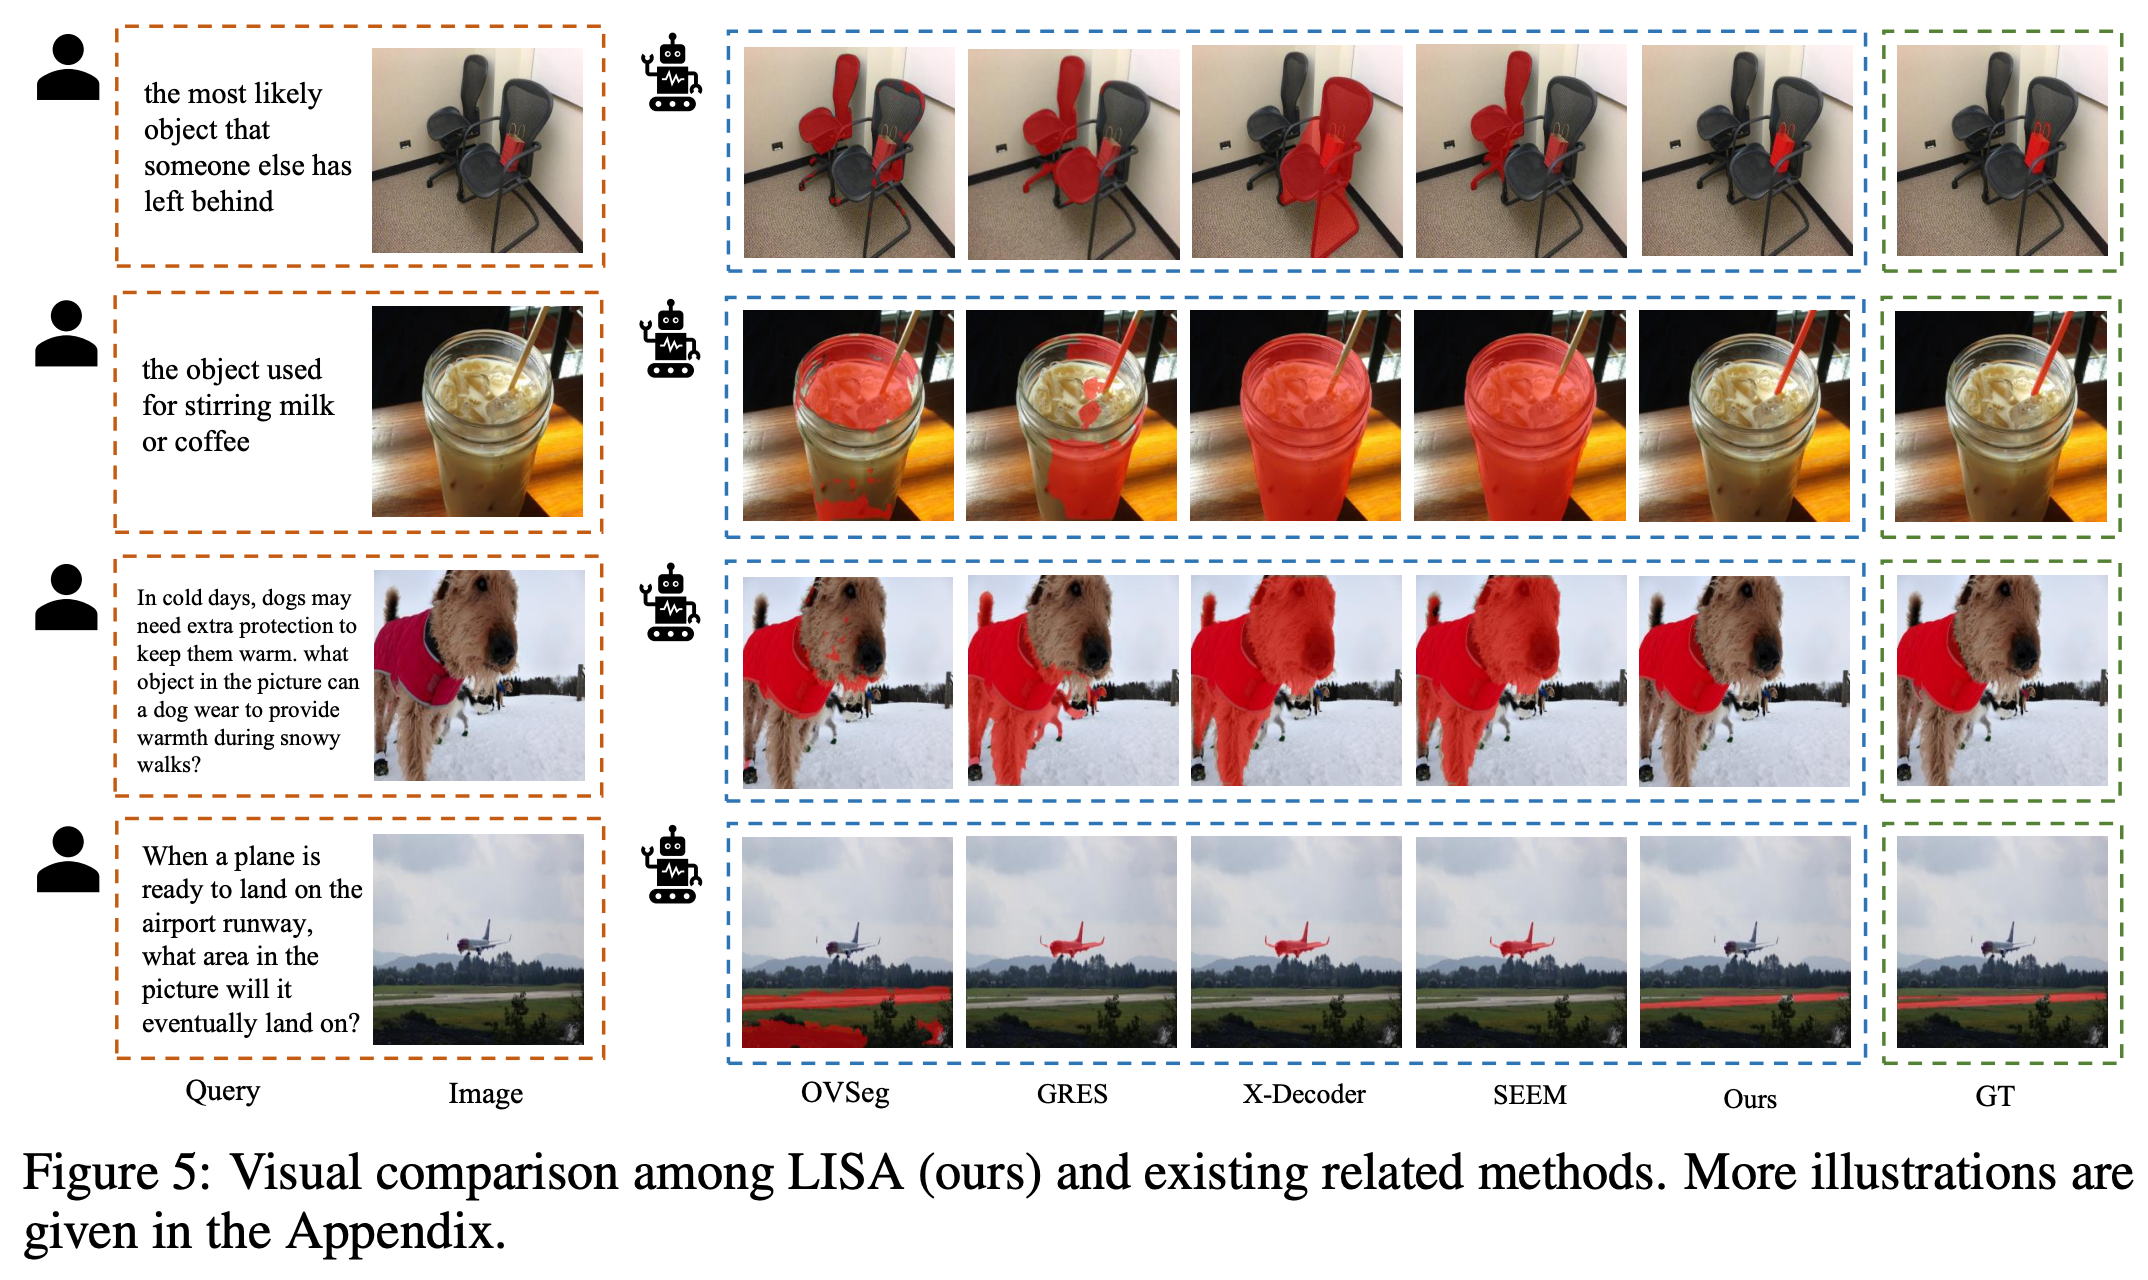 the most likely
object that
someone else has
left behind
the object used
for stirring milk
or coffee
In cold days, dogs may
need extra protection to
keep them warm. what
object in the picture can
a dog wear to provide
warmth during snowy
walks?
When a plane is
ready to land on the
airport runway,
what area in the
picture will it
eventually land on?
Query
Image
OVSeg
GRES
X-Decoder
SEEM
Ours
GT
Figure 5: Visual comparison among LISA (ours) and existing related methods. More illustrations are
given in the Appendix.